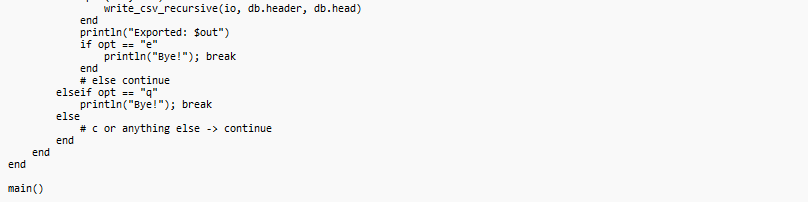 write_csv_recursive(io, db.header, db.head)
end
println("Exported: $out")
if opt == "e"
println("Bye!"); break
end
# else continue
elseif opt == "q"
println("Bye!"); break
else
# c or anything else -> continue
end
end
end
main()